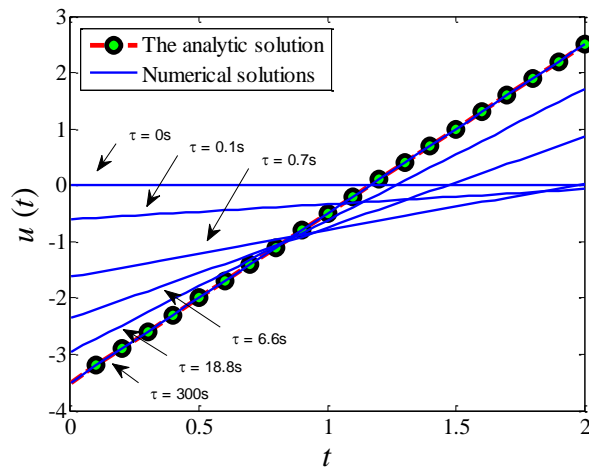 The analytic solution
Numerical solutions
3
2
1
0
-1
-2
-3
-4
u (t)
τ = 0s
τ = 0.1s
τ = 0.7s
τ = 6.6s
τ = 18.8s
τ = 300s
0
0.5
1
1.5
2
t